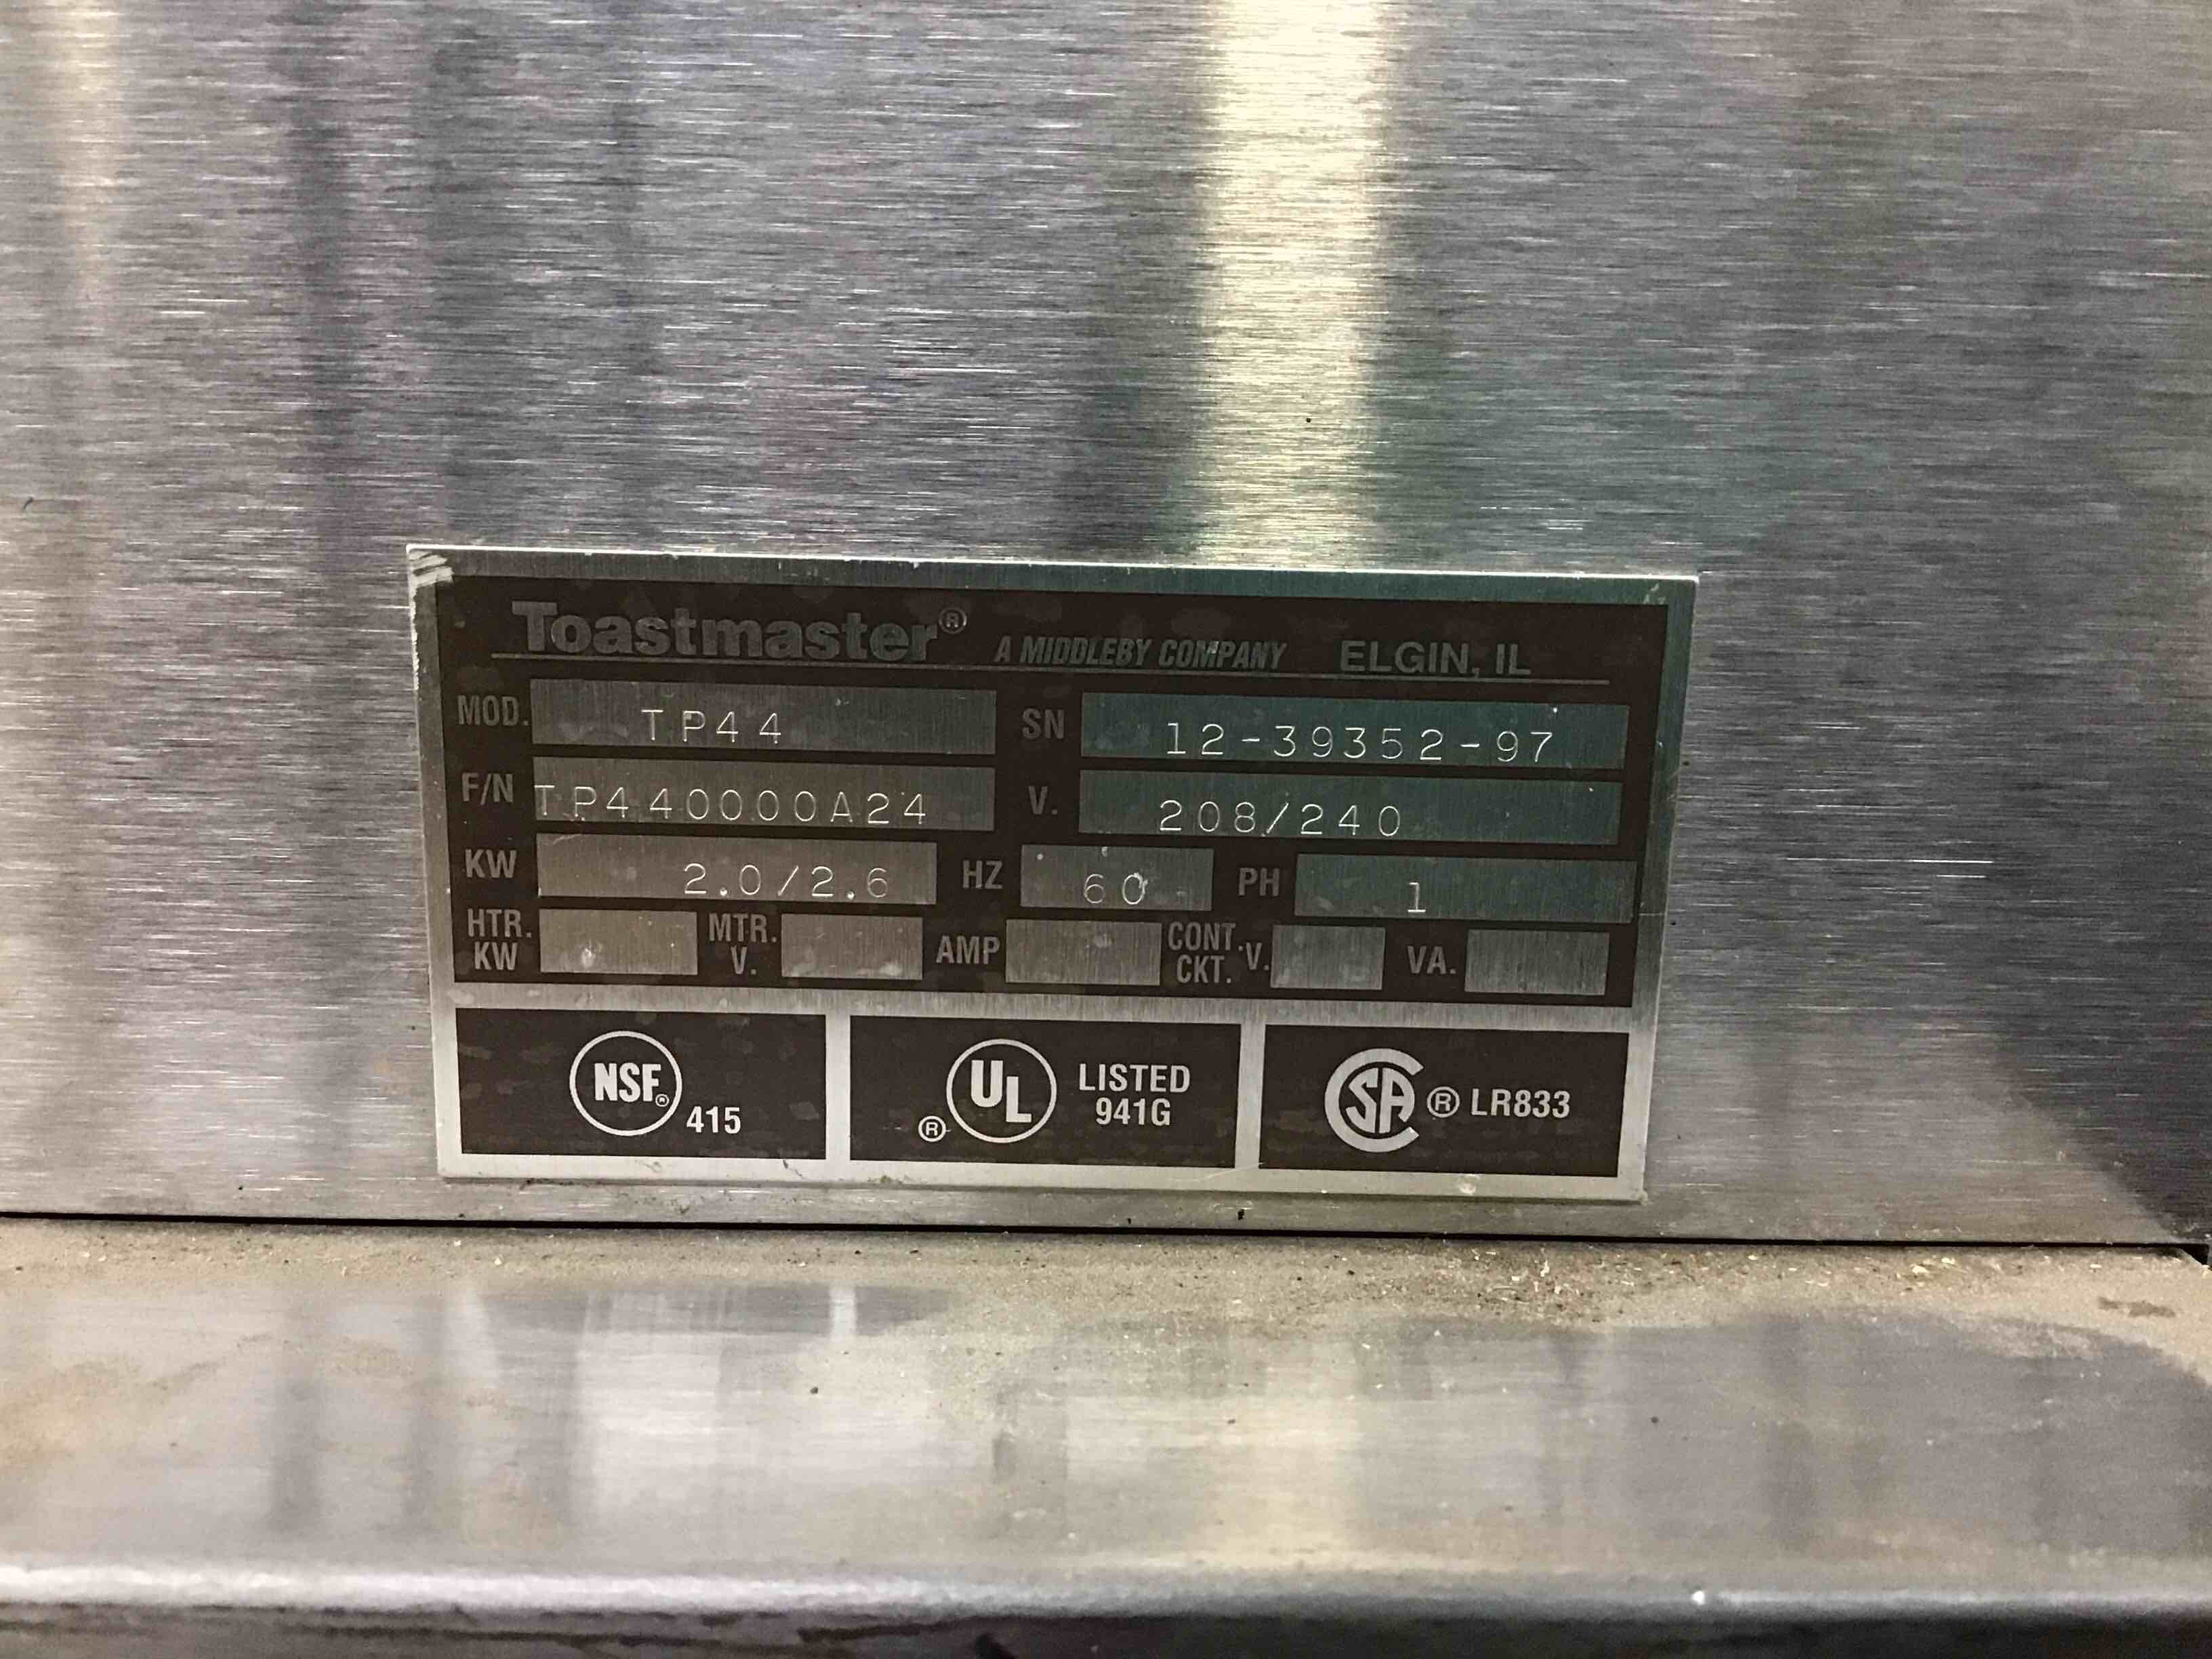 Toastmaster® A MIDDLEBY COMPANY ELGIN, IL
MOD. TP44 SN 12-39352-97
F/N TP440000A24 V. 208/240
KW 2.0/2.6 HZ 60 PH 1
HTR. KW MTR. V. AMP CONT. CKT. V. VA.
NSF® 415
® UL LISTED 941G
CSA ® LR833